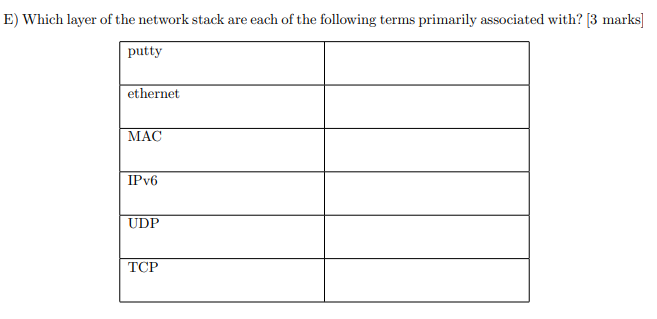 E) Which layer of the network stack are each of the following terms primarily associated with? [3 marks]
putty
ethernet
MAC
IPv6
UDP
TCP